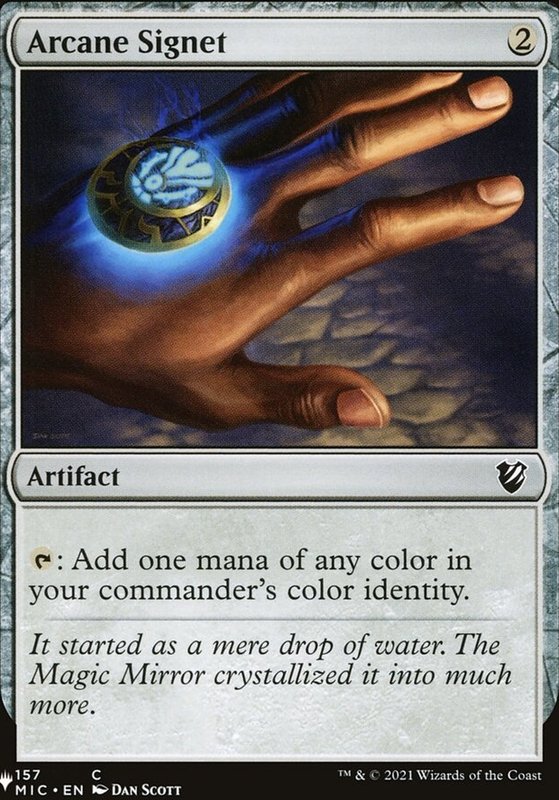 Arcane Signet 2
Artifact
: Add one mana of any color in
your commander's color identity.
It started as a mere drop of water. The
Magic Mirror crystallized it into much
more.
157 C
MIC • EN Dan Scott
™ & © 2021 Wizards of the Coast